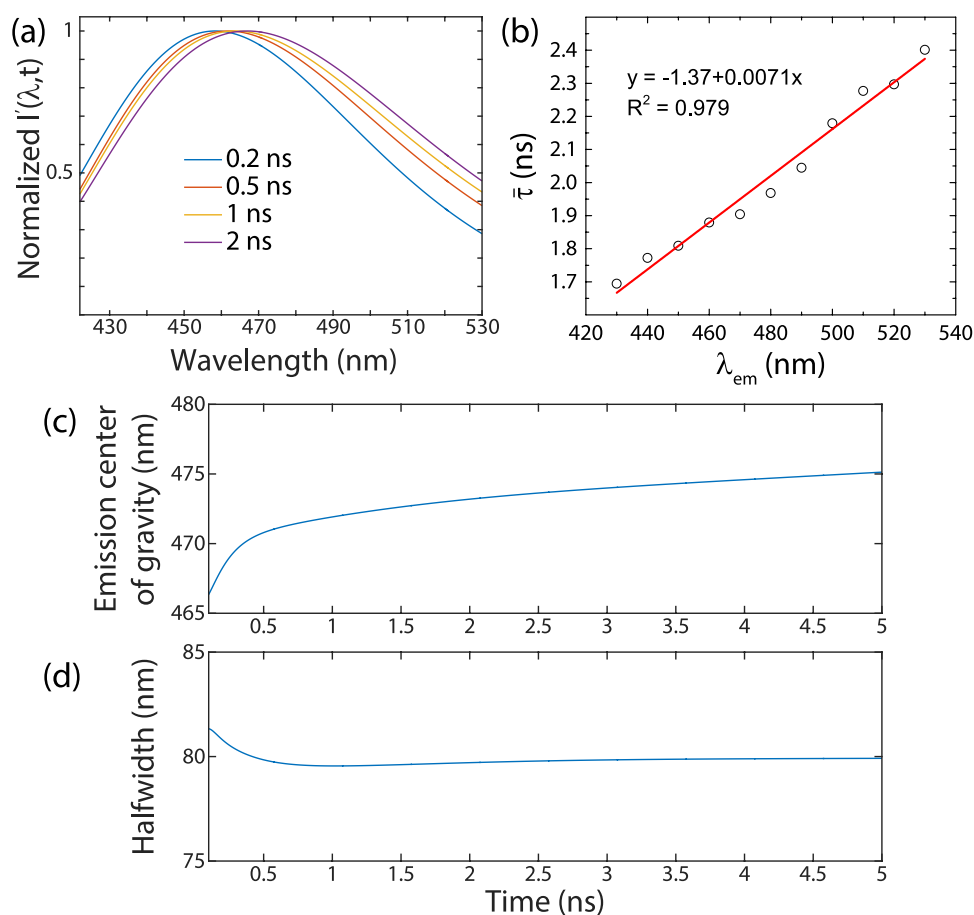 (a)
Normalized I'(λ,t)
1
0.5
0.2 ns
0.5 ns
1 ns
2 ns
430 450 470 490 510 530
Wavelength (nm)
(b)
y = -1.37+0.0071x
R² = 0.979
τ̄ (ns)
2.4
2.3
2.2
2.1
2.0
1.9
1.8
1.7
420 440 460 480 500 520 540
λem (nm)
(c)
Emission center
of gravity (nm)
480
475
470
465
0.5 1 1.5 2 2.5 3 3.5 4 4.5 5
(d)
Halfwidth (nm)
85
80
75
0.5 1 1.5 2 2.5 3 3.5 4 4.5 5
Time (ns)